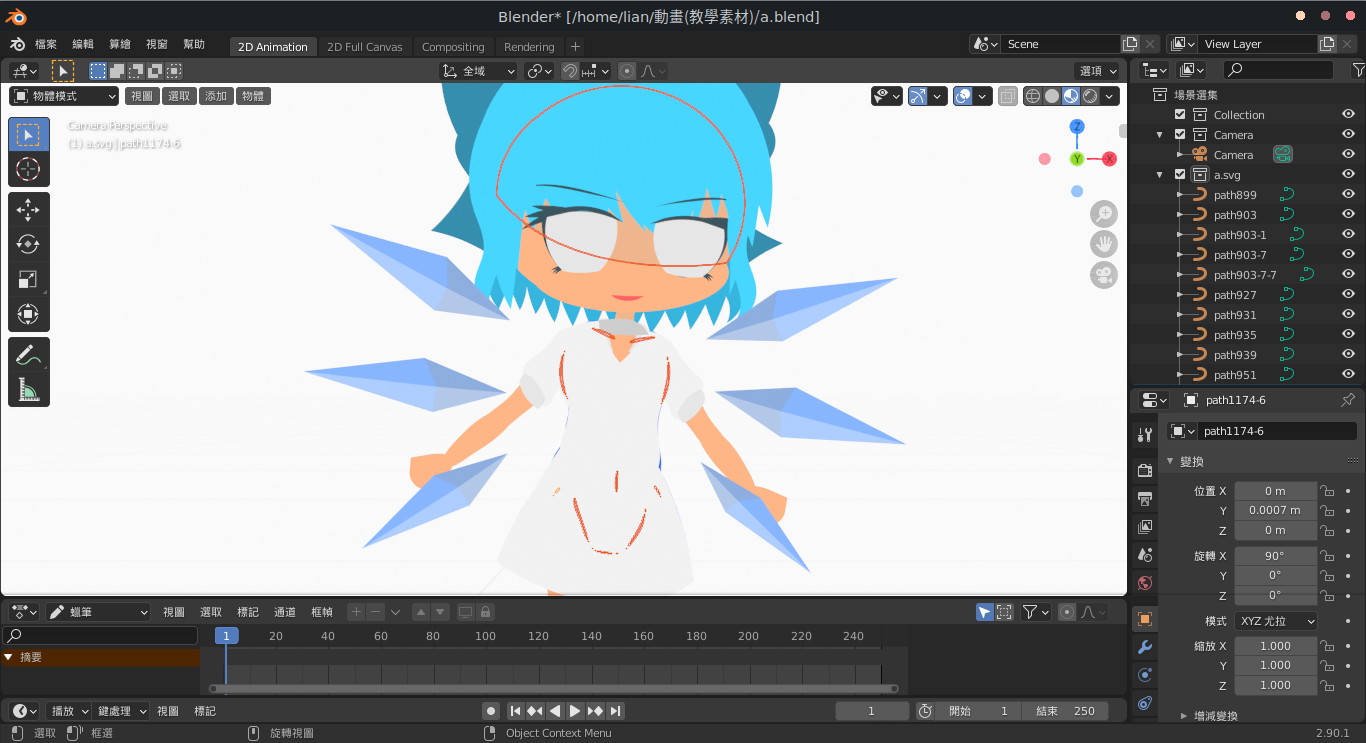 Blender* [/home/lian/動畫(教學素材)/a.blend]
檔案 編輯 算繪 視窗 幫助 2D Animation 2D Full Canvas Compositing Rendering + Scene View Layer
全域 選項
物體模式 視圖 選取 添加 物體
Camera Perspective
(1) a.svg | path1174-6
Z
Y X
場景選集
Collection
Camera
Camera
a.svg
path899
path903
path903-1
path903-7
path903-7-7
path927
path931
path935
path939
path951
path1174-6
path1174-6
變換
位置 X 0 m
Y 0.0007 m
Z 0 m
旋轉 X 90°
Y 0°
Z 0°
模式 XYZ 尤拉
縮放 X 1.000
Y 1.000
Z 1.000
增減變換
蠟筆 視圖 選取 標記 通道 框幀
1 20 40 60 80 100 120 140 160 180 200 220 240
摘要
播放 鍵處理 視圖 標記 1 開始 1 結束 250
選取 框選 旋轉視圖 Object Context Menu 2.90.1